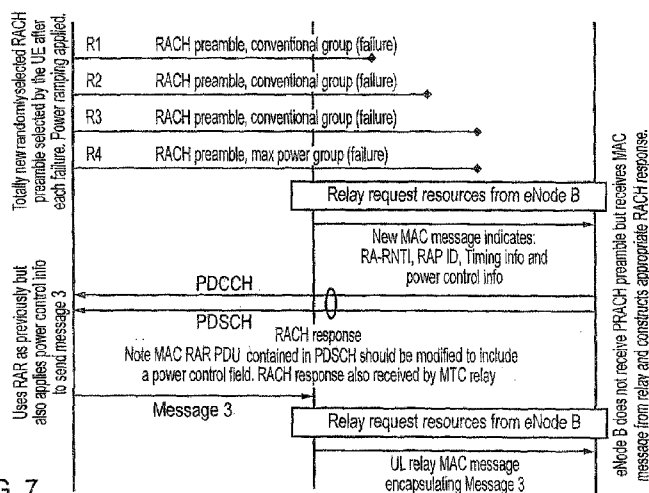 Totally new randomly selected RACH
preamble selected by the UE after
each failure. Power ramping applied.
R1 RACH preamble, conventional group (failure)
R2 RACH preamble, conventional group (failure)
R3 RACH preamble, conventional group (failure)
R4 RACH preamble, max power group (failure)
Relay request resources from eNode B
New MAC message indicates:
RA-RNTI, RAP ID, Timing info and
power control info
PDCCH
PDSCH
RACH response
Note MAC RAR PDU contained in PDSCH should be modified to include
a power control field. RACH response also received by MTC relay
Uses RAR as previously but
also applies power control info
to send message 3
Message 3
Relay request resources from eNode B
UL relay MAC message
encapsulating Message 3
eNode B does not receive PRACH preamble but receives MAC
message from relay and constructs appropriate RACH response.
G. 7